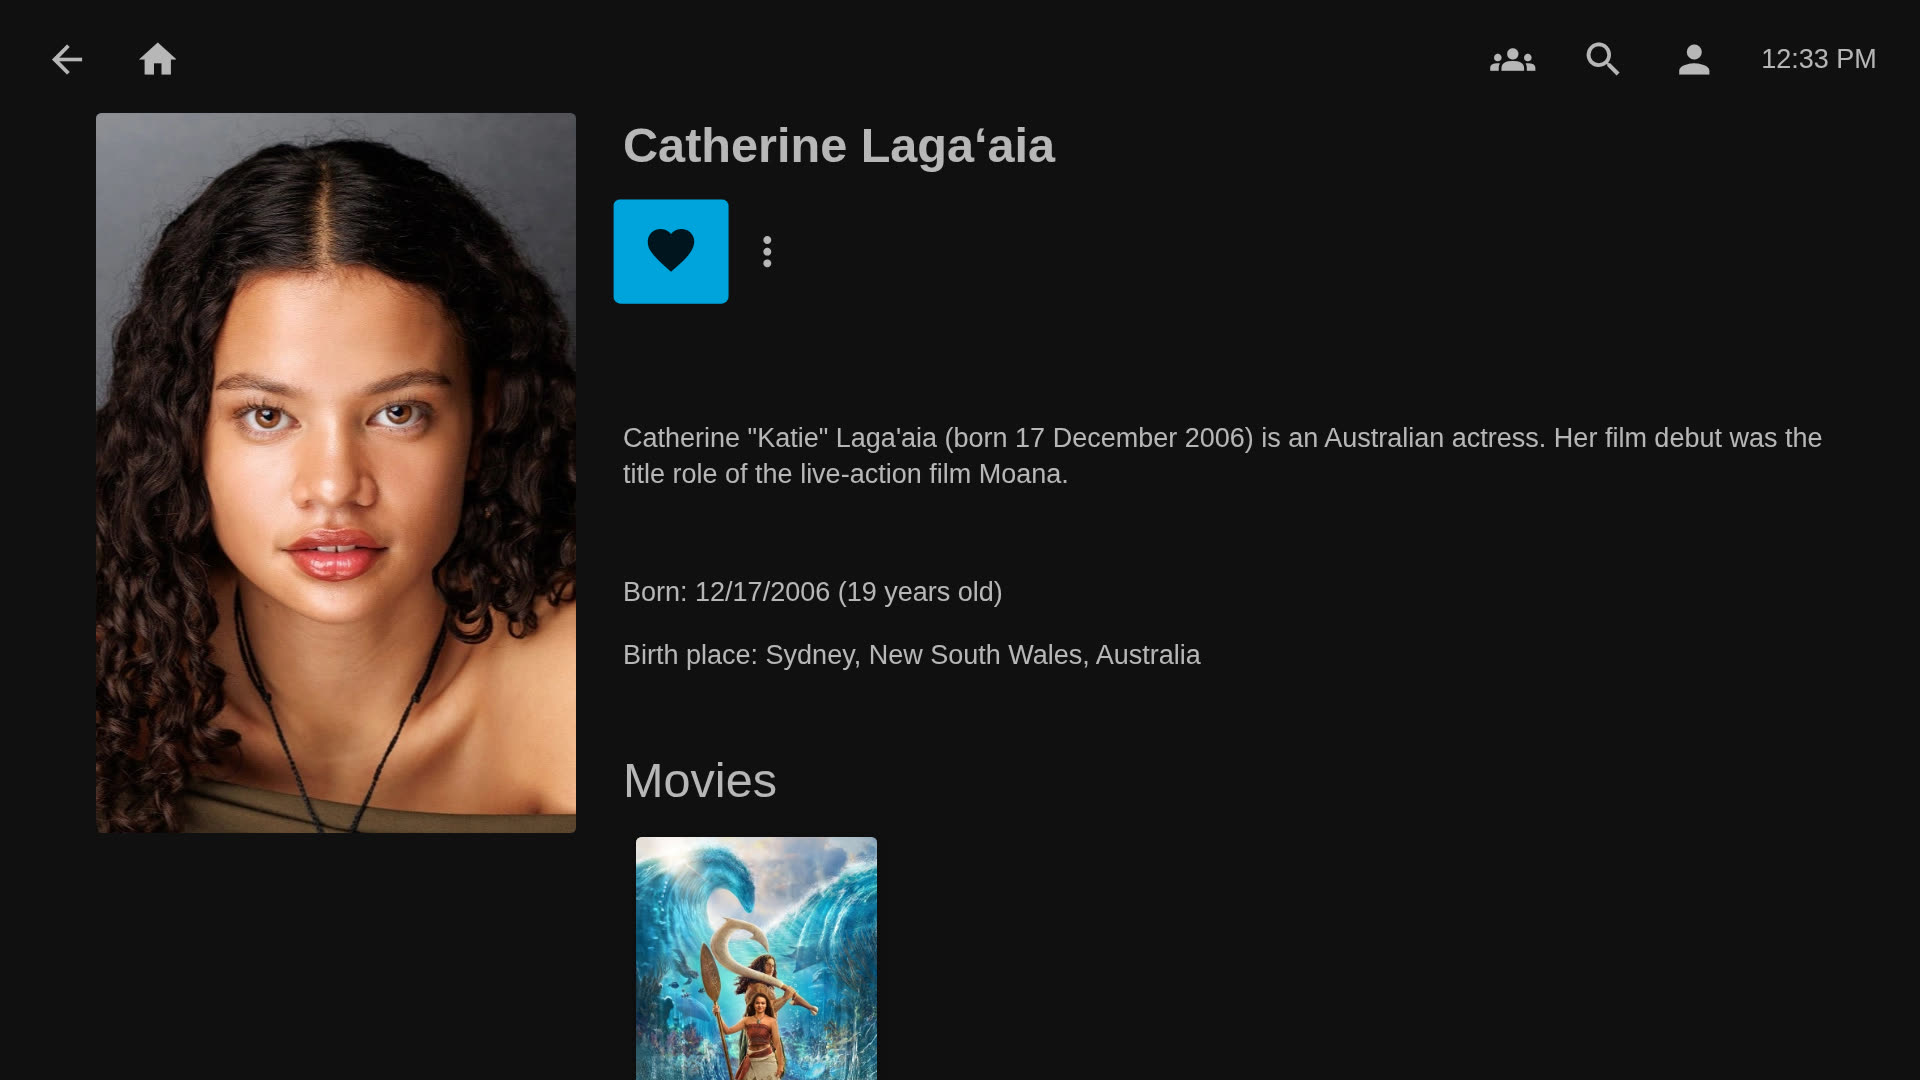 12:33 PM
Catherine Laga‘aia
Catherine "Katie" Laga'aia (born 17 December 2006) is an Australian actress. Her film debut was the
title role of the live-action film Moana.
Born: 12/17/2006 (19 years old)
Birth place: Sydney, New South Wales, Australia
Movies